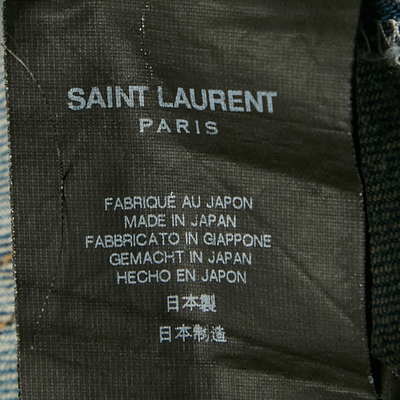 SAINT LAURENT
PARIS
FABRIQUÉ AU JAPON
MADE IN JAPAN
FABBRICATO IN GIAPPONE
GEMACHT IN JAPAN
HECHO EN JAPÓN
日本製
日本制造